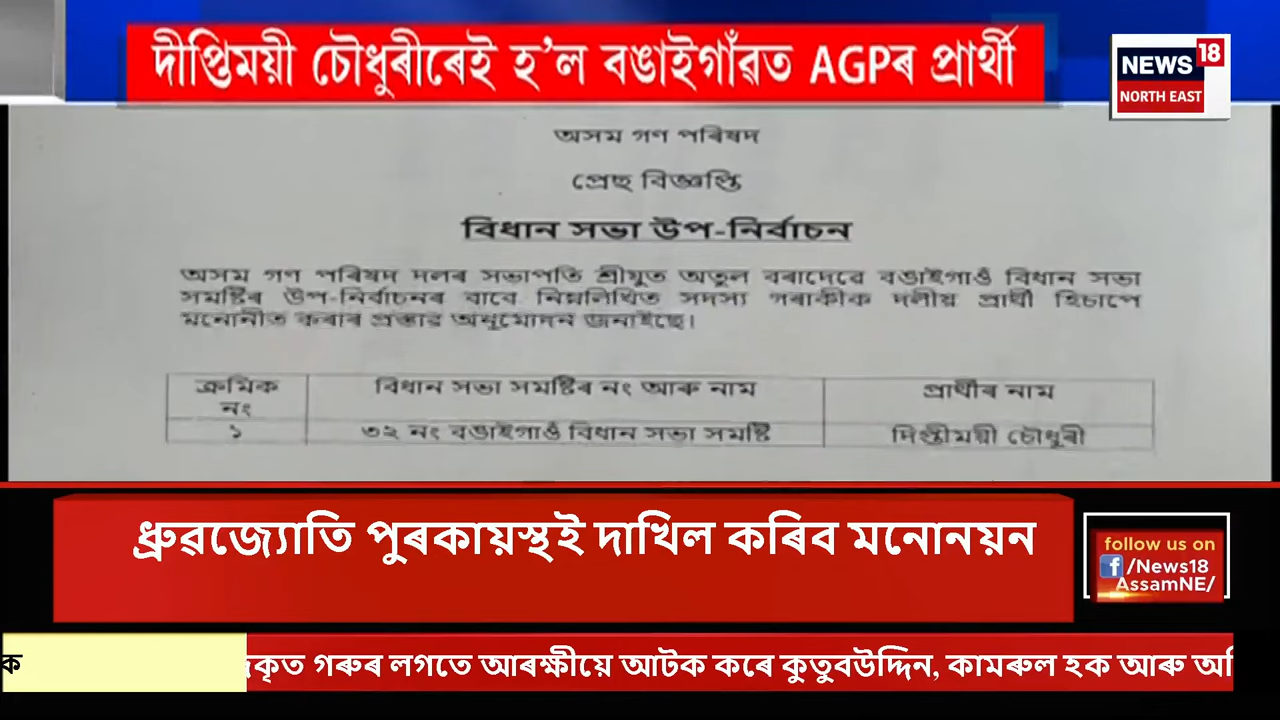 দীপ্তিময়ী চৌধুৰীৰেই হ'ল বঙাইগাঁৱত AGPৰ প্ৰাৰ্থী
NEWS 18
NORTH EAST
অসম গণ পৰিষদ
প্ৰেছ বিজ্ঞপ্তি
বিধান সভা উপ-নিৰ্বাচন
অসম গণ পৰিষদ দলৰ সভাপতি শ্ৰীযুত অতুল বৰাদেৱে বঙাইগাওঁ বিধান সভা
সমষ্টিৰ উপ-নিৰ্বাচনৰ বাবে নিম্নলিখিত সদস্য গৰাকীক দলীয় প্ৰাৰ্থী হিচাপে
মনোনীত কৰাৰ প্ৰস্তাৱ অনুমোদন জনাইছে।
ক্ৰমিক নং
বিধান সভা সমষ্টিৰ নং আৰু নাম
প্ৰাৰ্থীৰ নাম
১
৩২ নং বঙাইগাওঁ বিধান সভা সমষ্টি
দিপ্তীময়ী চৌধুৰী
ধ্ৰুৱজ্যোতি পুৰকায়স্থই দাখিল কৰিব মনোনয়ন
follow us on
/News18
AssamNE/
ক
গৰুৰ লগতে আৰক্ষীয়ে আটক কৰে কুতুবউদ্দিন, কামৰুল হক আৰু